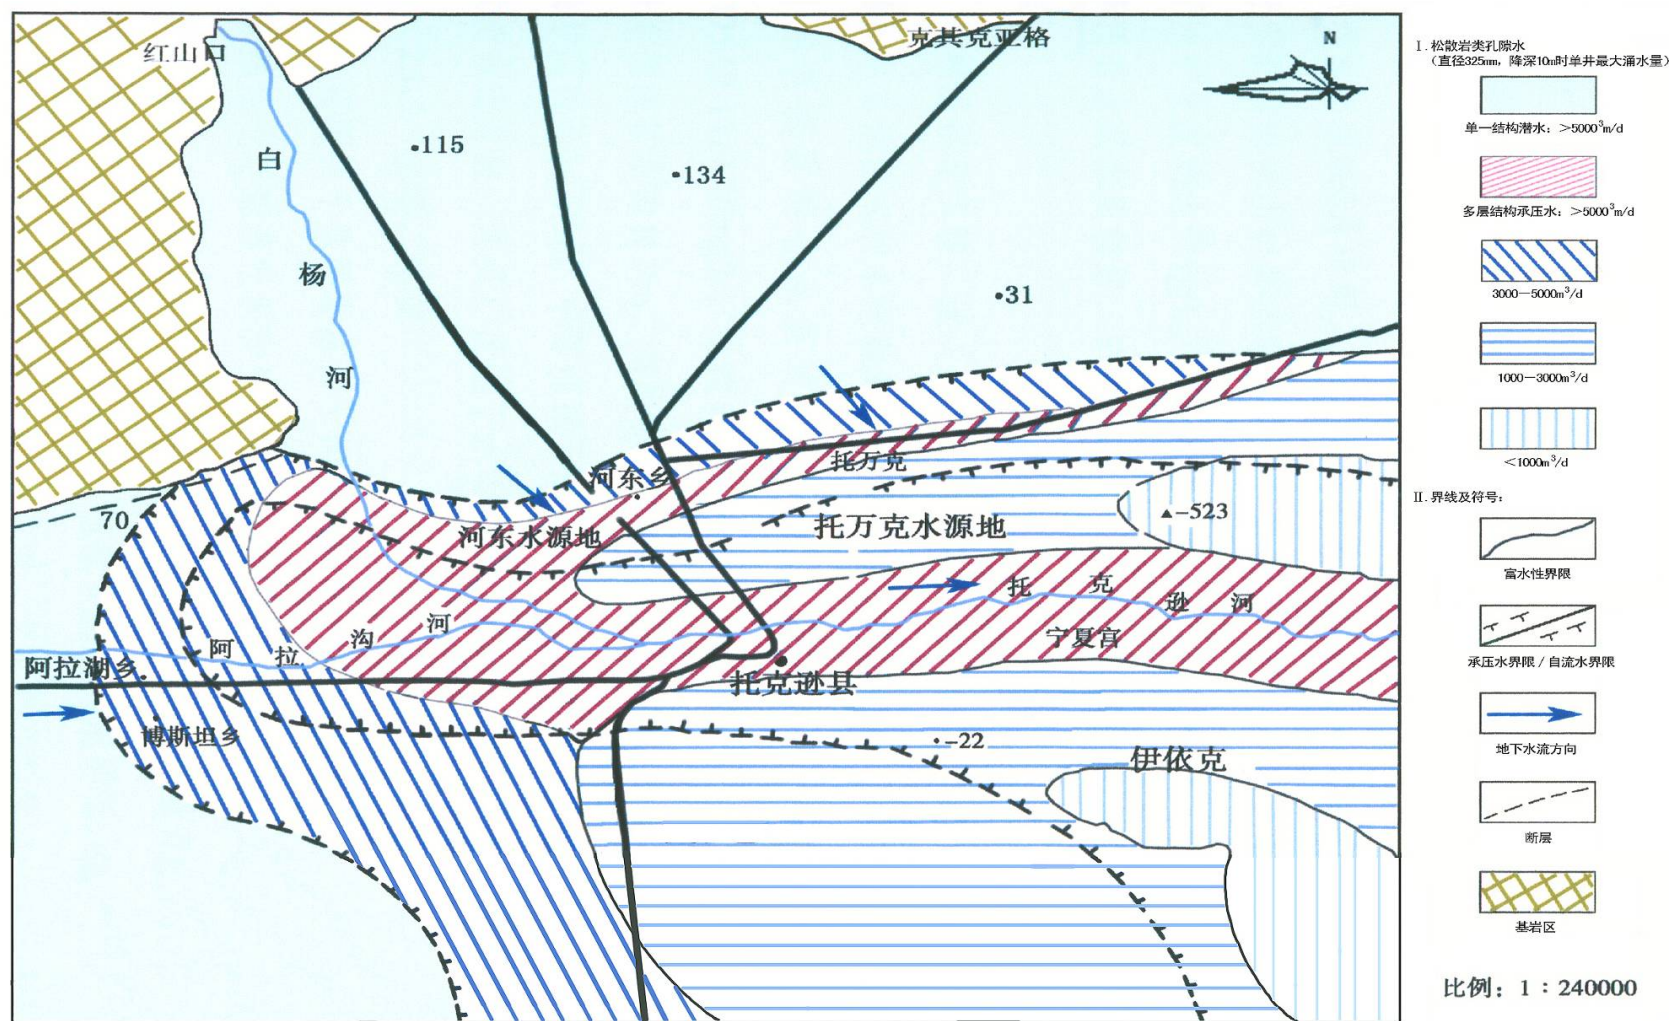 红山口
克其克亚格
N
白
·115
·134
杨
·31
河
托万克
河东乡
70
▲-523
河东水源地
托万克水源地
托
克
逊
河
阿
拉
沟
河
宁夏宫
阿拉湖乡
托克逊县
博斯坦乡
·-22
伊依克
Ⅰ.松散岩类孔隙水
（直径325mm，降深10m时单井最大涌水量）
单一结构潜水：>5000³m/d
多层结构承压水：>5000³m/d
3000—5000m³/d
1000—3000m³/d
<1000m³/d
Ⅱ.界线及符号：
富水性界限
承压水界限/自流水界限
地下水流方向
断层
基岩区
比例：1：240000